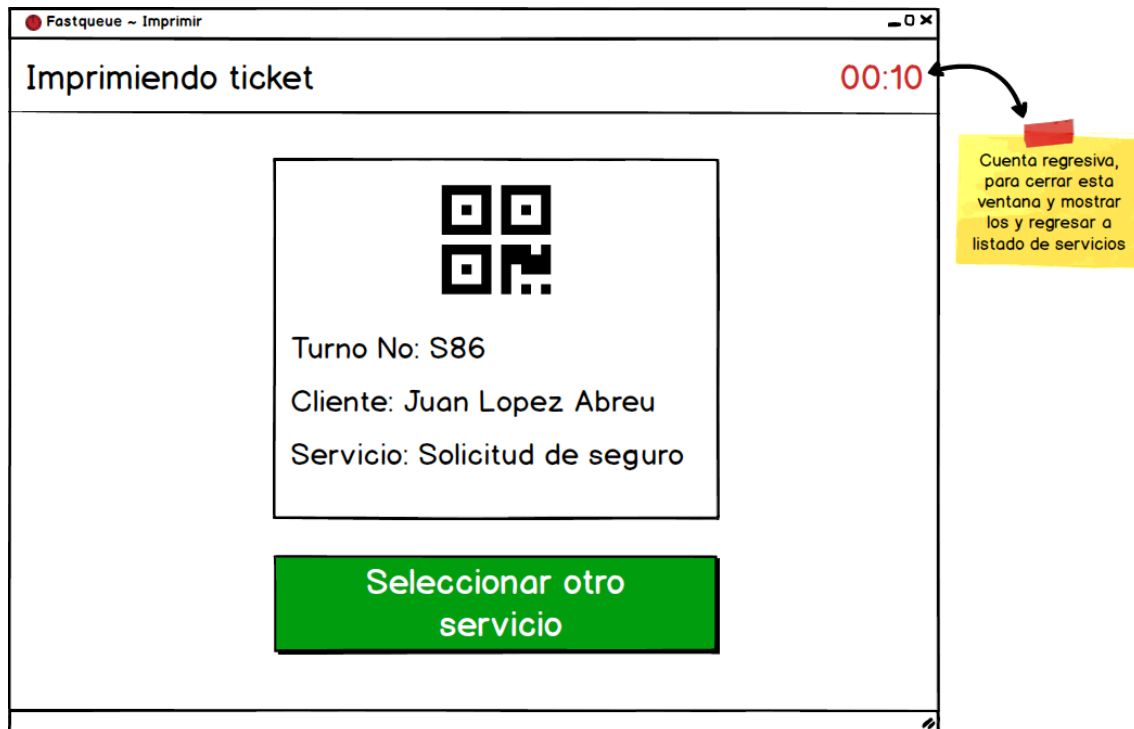 Fastqueue ~ Imprimir
Imprimiendo ticket
00:10
Cuenta regresiva,
para cerrar esta
ventana y mostrar
los y regresar a
listado de servicios
Turno No: S86
Cliente: Juan Lopez Abreu
Servicio: Solicitud de seguro
Seleccionar otro
servicio